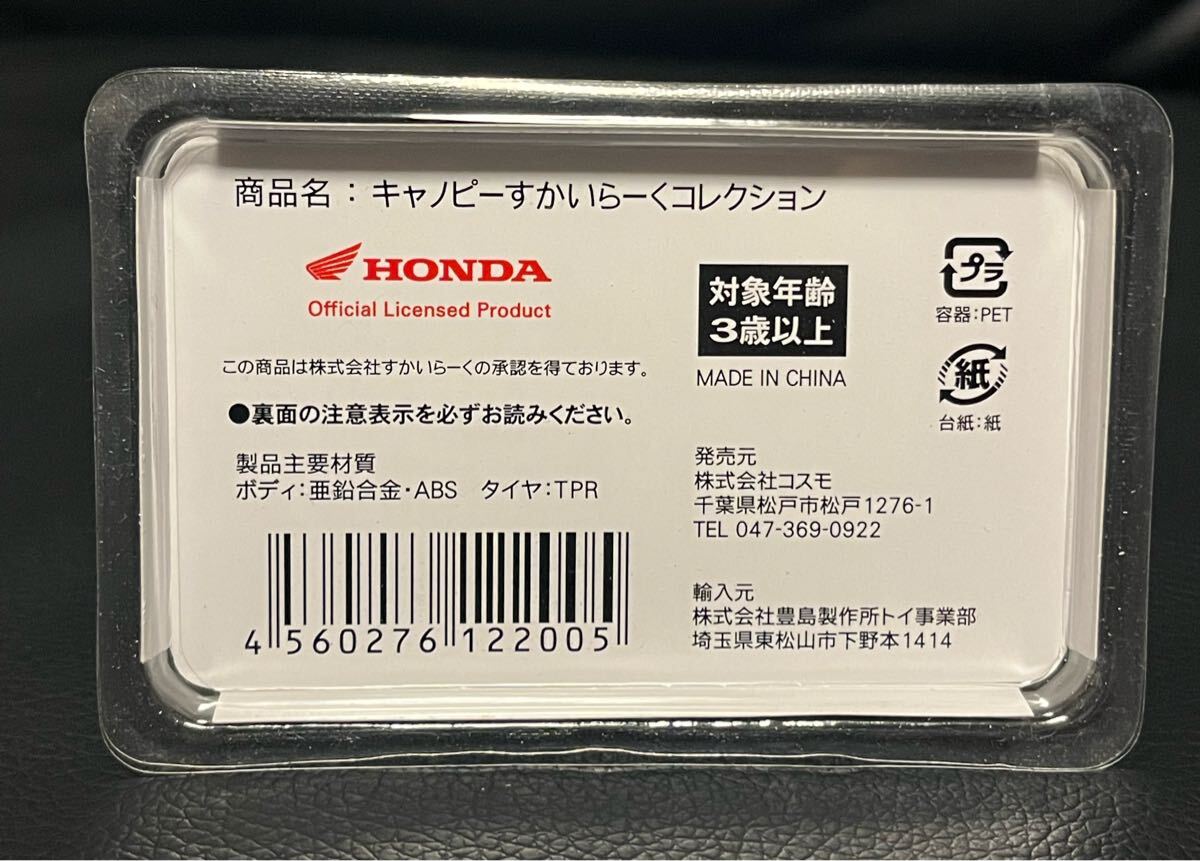 商品名：キャノピーすかいらーくコレクション
HONDA
Official Licensed Product
この商品は株式会社すかいらーくの承認を得ております。
●裏面の注意表示を必ずお読みください。
製品主要材質
ボディ：亜鉛合金・ABS　タイヤ：TPR
4 560276 122005
対象年齢
3歳以上
MADE IN CHINA
プラ
容器：PET
紙
台紙：紙
発売元
株式会社コスモ
千葉県松戸市松戸1276-1
TEL 047-369-0922
輸入元
株式会社豊島製作所トイ事業部
埼玉県東松山市下野本1414